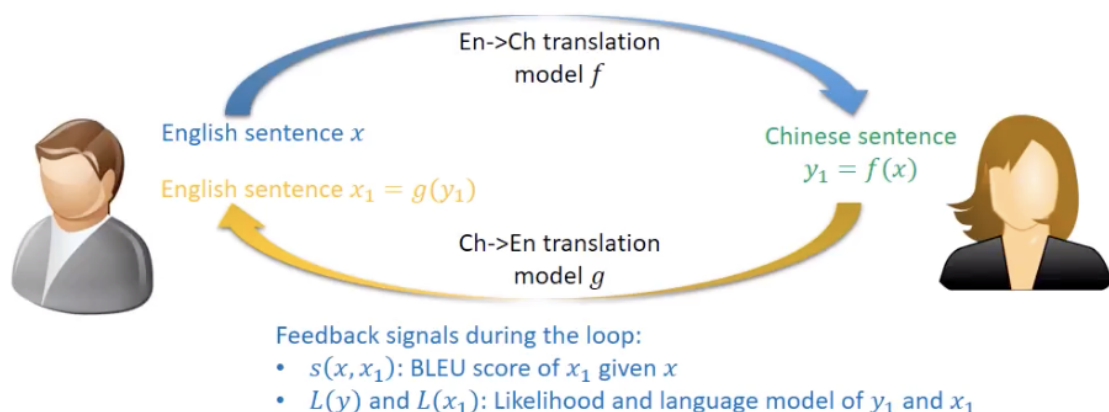 En->Ch translation
model f
English sentence x
Chinese sentence
y₁ = f(x)
English sentence x₁ = g(y₁)
Ch->En translation
model g
Feedback signals during the loop:
• s(x, x₁): BLEU score of x₁ given x
• L(y) and L(x₁): Likelihood and language model of y₁ and x₁